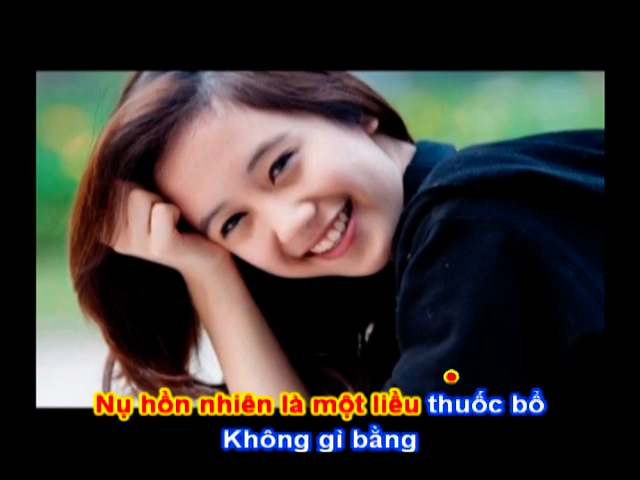 Nụ hồn nhiên là một liều thuốc bổ
Không gì bằng